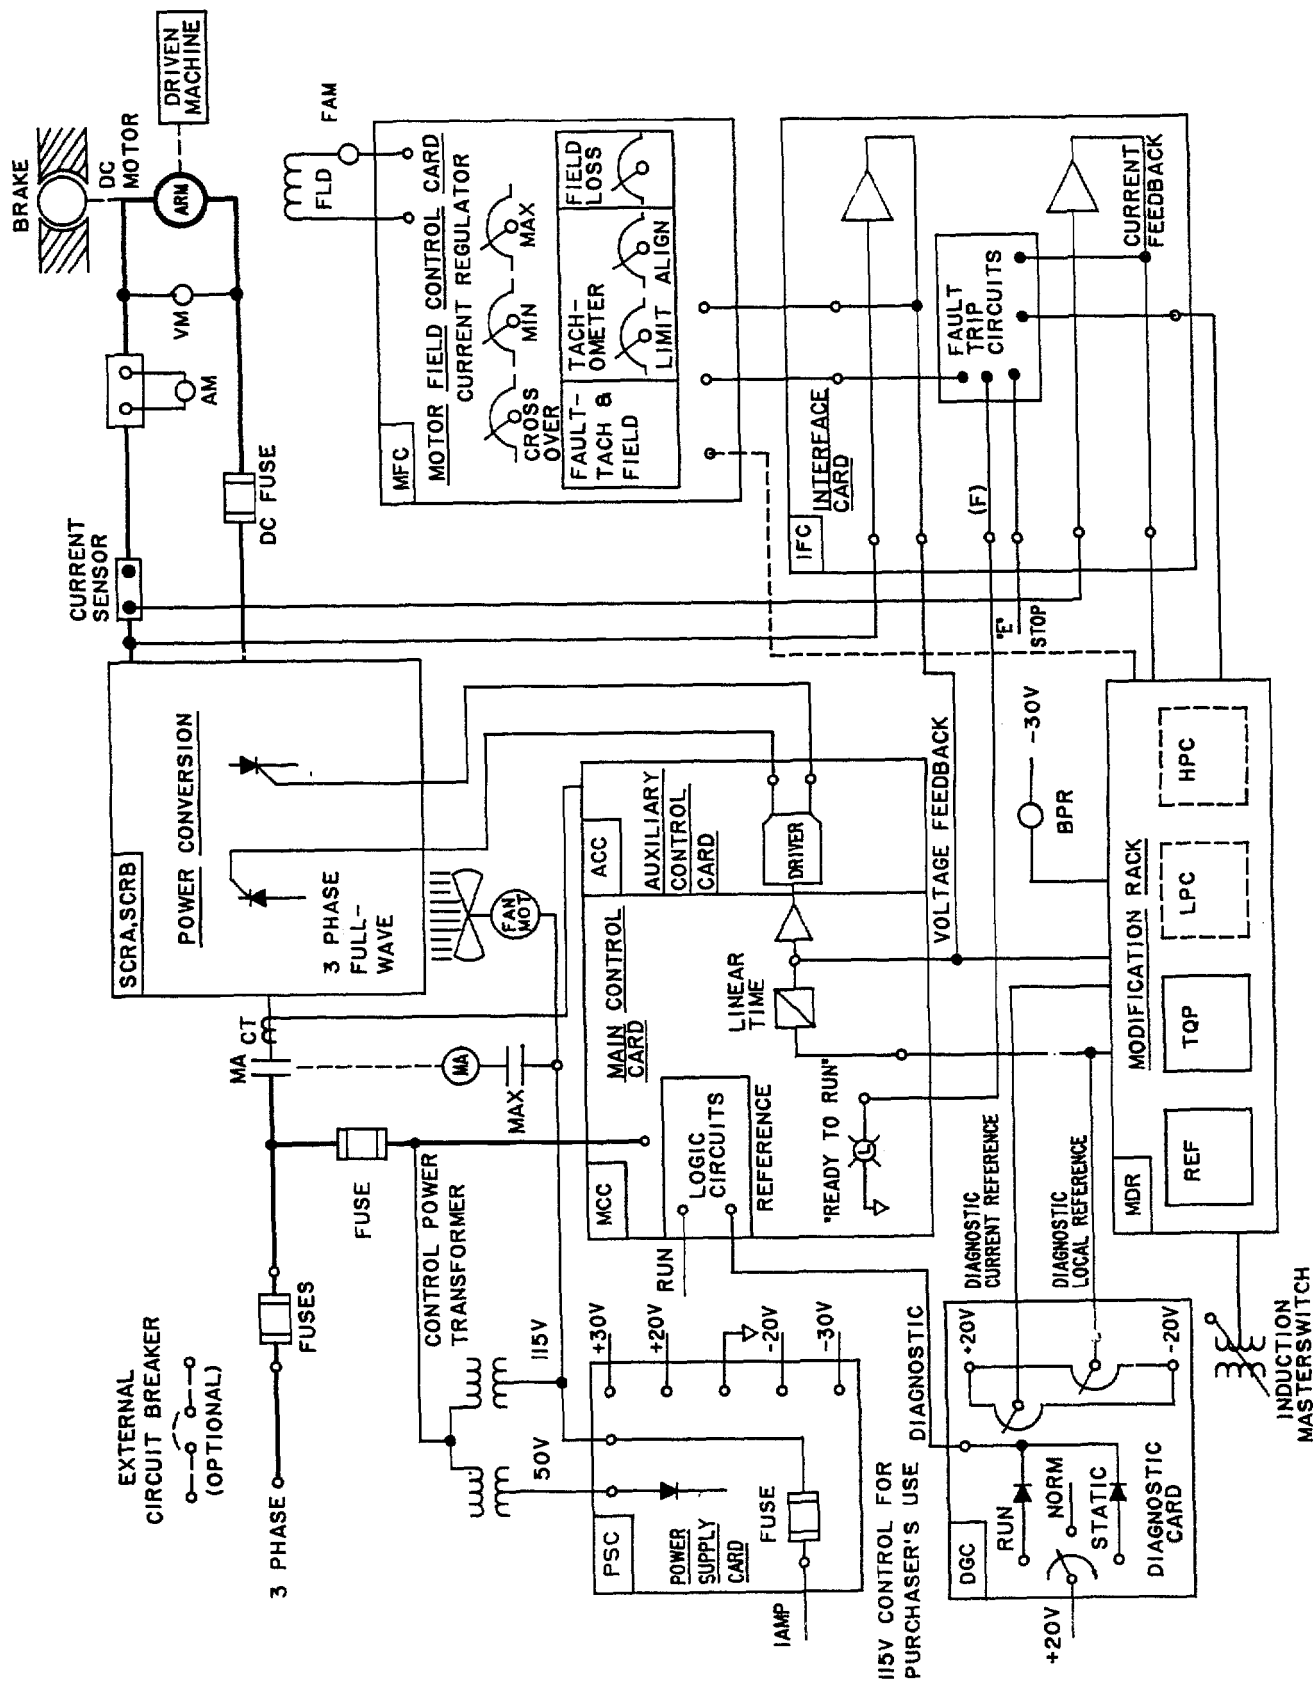 EXTERNAL
CIRCUIT BREAKER
(OPTIONAL)
3 PHASE
FUSES
FUSE
CONTROL POWER
TRANSFORMER
50V
115V
MA
CT
MA
MAX
SCRA,SCRB
POWER CONVERSION
3 PHASE
FULL-
WAVE
FAN
MOT
CURRENT
SENSOR
DC FUSE
AM
VM
BRAKE
DC
MOTOR
ARM
DRIVEN
MACHINE
PSC
POWER
SUPPLY
CARD
FUSE
1AMP
+30V
+20V
-20V
-30V
115V CONTROL FOR
PURCHASER'S USE
MCC
MAIN CONTROL
CARD
RUN
LOGIC
CIRCUITS
REFERENCE
LINEAR
TIME
"READY TO RUN"
L
ACC
AUXILIARY
CONTROL
CARD
DRIVER
VOLTAGE FEEDBACK
MFC
MOTOR FIELD CONTROL CARD
CURRENT REGULATOR
CROSS
OVER
MIN
MAX
FAULT-
TACH &
FIELD
TACH-
OMETER
LIMIT
ALIGN
FIELD
LOSS
FLD
FAM
IFC
INTERFACE
CARD
(F)
"E"
STOP
FAULT
TRIP
CIRCUITS
CURRENT
FEEDBACK
DIAGNOSTIC
DGC
RUN
NORM
STATIC
+20V
DIAGNOSTIC
CARD
+20V
-20V
DIAGNOSTIC
CURRENT REFERENCE
DIAGNOSTIC
LOCAL REFERENCE
MDR
MODIFICATION RACK
REF
TQP
LPC
HPC
BPR
-30V
INDUCTION
MASTERSWITCH